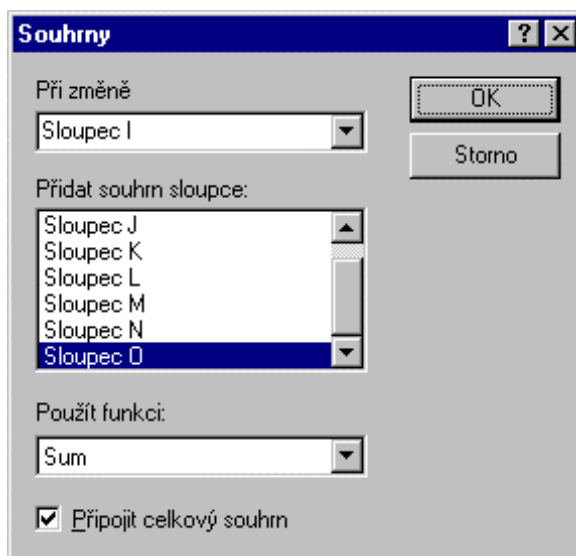 Souhrny
Při změně
Sloupec I
OK
Storno
Přidat souhrn sloupce:
Sloupec J
Sloupec K
Sloupec L
Sloupec M
Sloupec N
Sloupec O
Použít funkci:
Sum
Připojit celkový souhrn